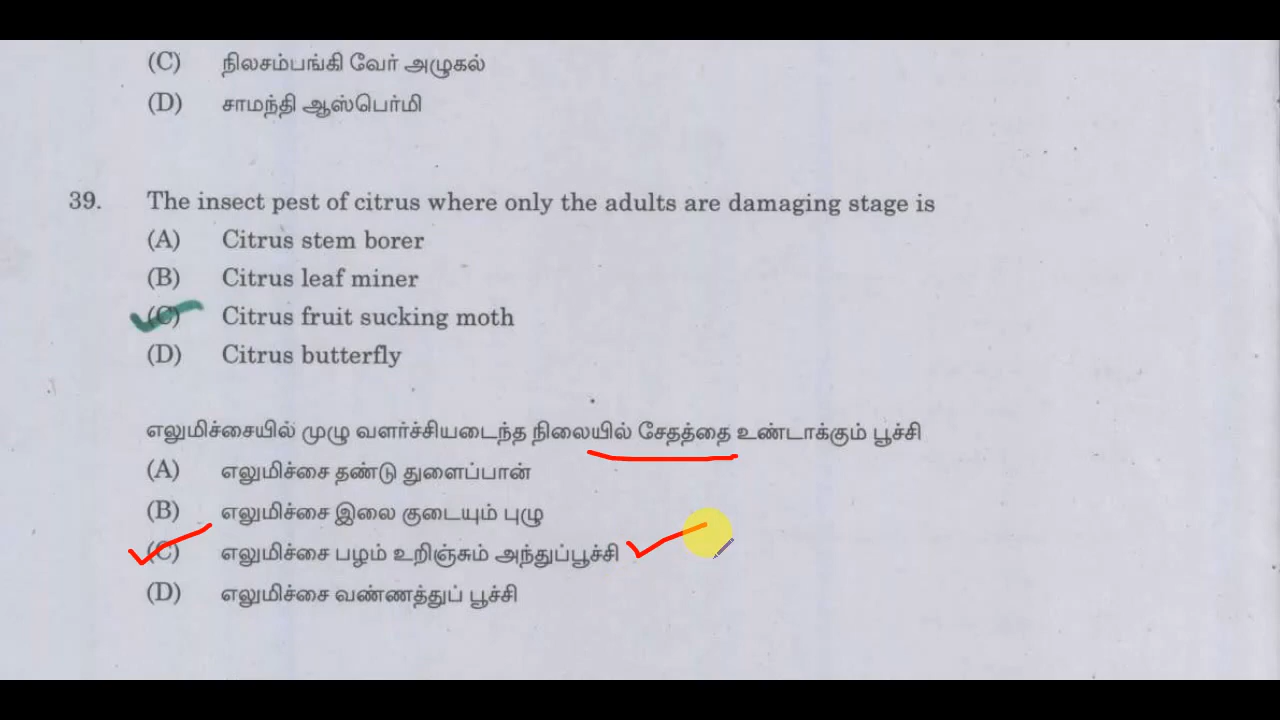 (C) நிலசம்பங்கி வேர் அழுகல்
(D) சாமந்தி ஆஸ்பெர்மி
39. The insect pest of citrus where only the adults are damaging stage is
(A) Citrus stem borer
(B) Citrus leaf miner
(C) Citrus fruit sucking moth
(D) Citrus butterfly
எலுமிச்சையில் முழு வளர்ச்சியடைந்த நிலையில் சேதத்தை உண்டாக்கும் பூச்சி
(A) எலுமிச்சை தண்டு துளைப்பான்
(B) எலுமிச்சை இலை குடையும் புழு
(C) எலுமிச்சை பழம் உறிஞ்சும் அந்துப்பூச்சி
(D) எலுமிச்சை வண்ணத்துப் பூச்சி